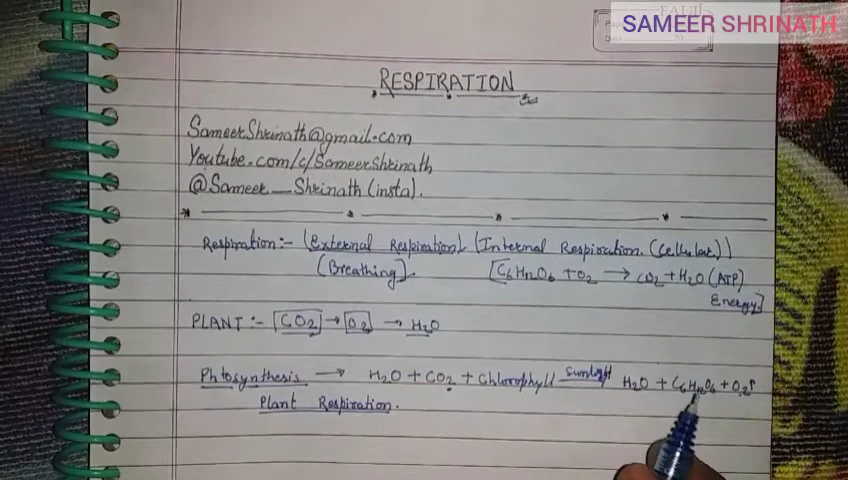 SAMEER SHRINATH
RESPIRATION
SameerShrinath@gmail.com
Youtube.com/c/SameerShrinath
@Sameer_Shrinath (insta).
Respiration:- (External Respiration) (Internal Respiration. (Cellular))
(Breathing) [C6H12O6 + O2 → CO2 + H2O (ATP)
Energy]
PLANT :- CO2 → O2 → H2O
Phtosynthesis → H2O + CO2 + Chlorophyll Sunlight H2O + C6H12O6 + O2↑
Plant Respiration.